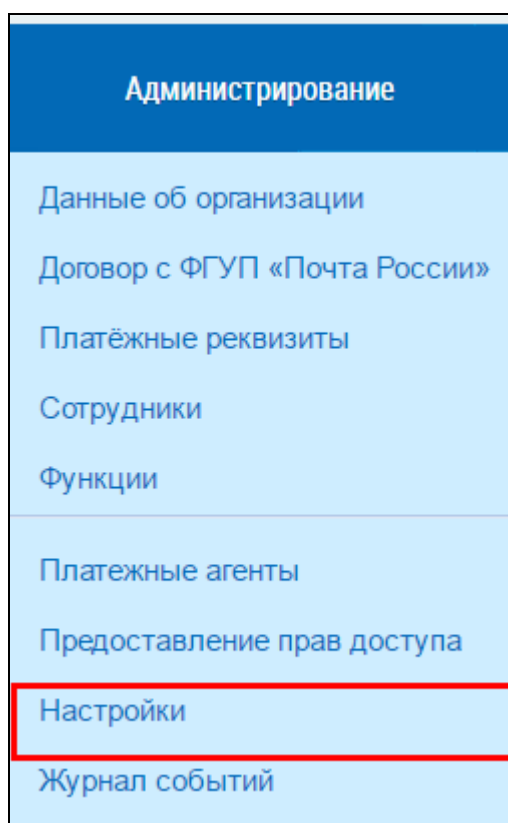 Администрирование
Данные об организации
Договор с ФГУП «Почта России»
Платёжные реквизиты
Сотрудники
Функции
Платежные агенты
Предоставление прав доступа
Настройки
Журнал событий